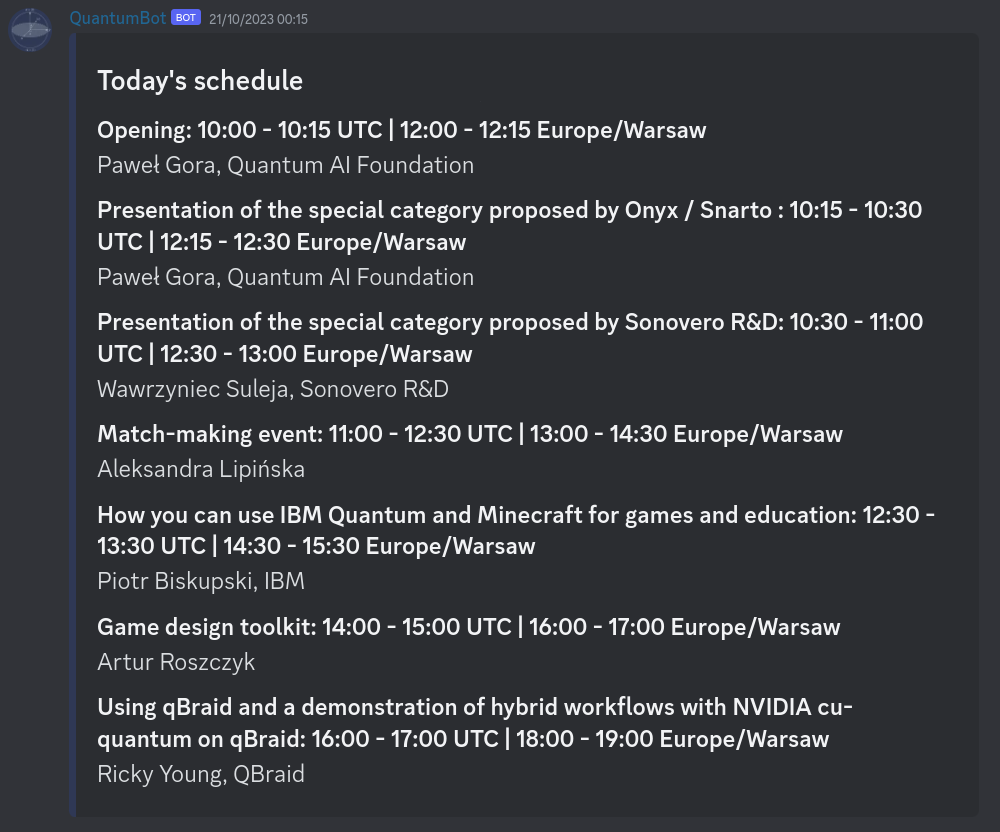 QuantumBot BOT 21/10/2023 00:15
Today's schedule
Opening: 10:00 - 10:15 UTC | 12:00 - 12:15 Europe/Warsaw
Paweł Gora, Quantum AI Foundation
Presentation of the special category proposed by Onyx / Snarto : 10:15 - 10:30
UTC | 12:15 - 12:30 Europe/Warsaw
Paweł Gora, Quantum AI Foundation
Presentation of the special category proposed by Sonovero R&D: 10:30 - 11:00
UTC | 12:30 - 13:00 Europe/Warsaw
Wawrzyniec Suleja, Sonovero R&D
Match-making event: 11:00 - 12:30 UTC | 13:00 - 14:30 Europe/Warsaw
Aleksandra Lipińska
How you can use IBM Quantum and Minecraft for games and education: 12:30 -
13:30 UTC | 14:30 - 15:30 Europe/Warsaw
Piotr Biskupski, IBM
Game design toolkit: 14:00 - 15:00 UTC | 16:00 - 17:00 Europe/Warsaw
Artur Roszczyk
Using qBraid and a demonstration of hybrid workflows with NVIDIA cu-
quantum on qBraid: 16:00 - 17:00 UTC | 18:00 - 19:00 Europe/Warsaw
Ricky Young, QBraid